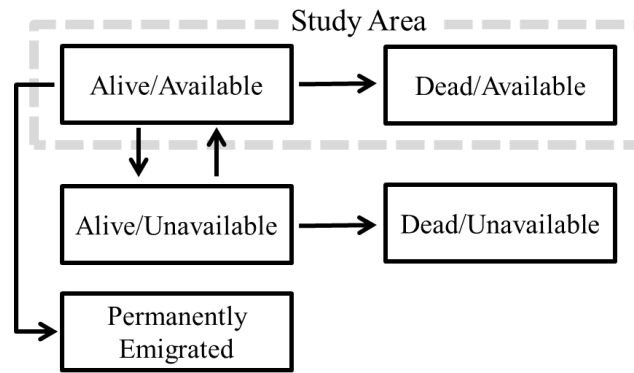 Study Area
Alive/Available
Dead/Available
Alive/Unavailable
Dead/Unavailable
Permanently
Emigrated